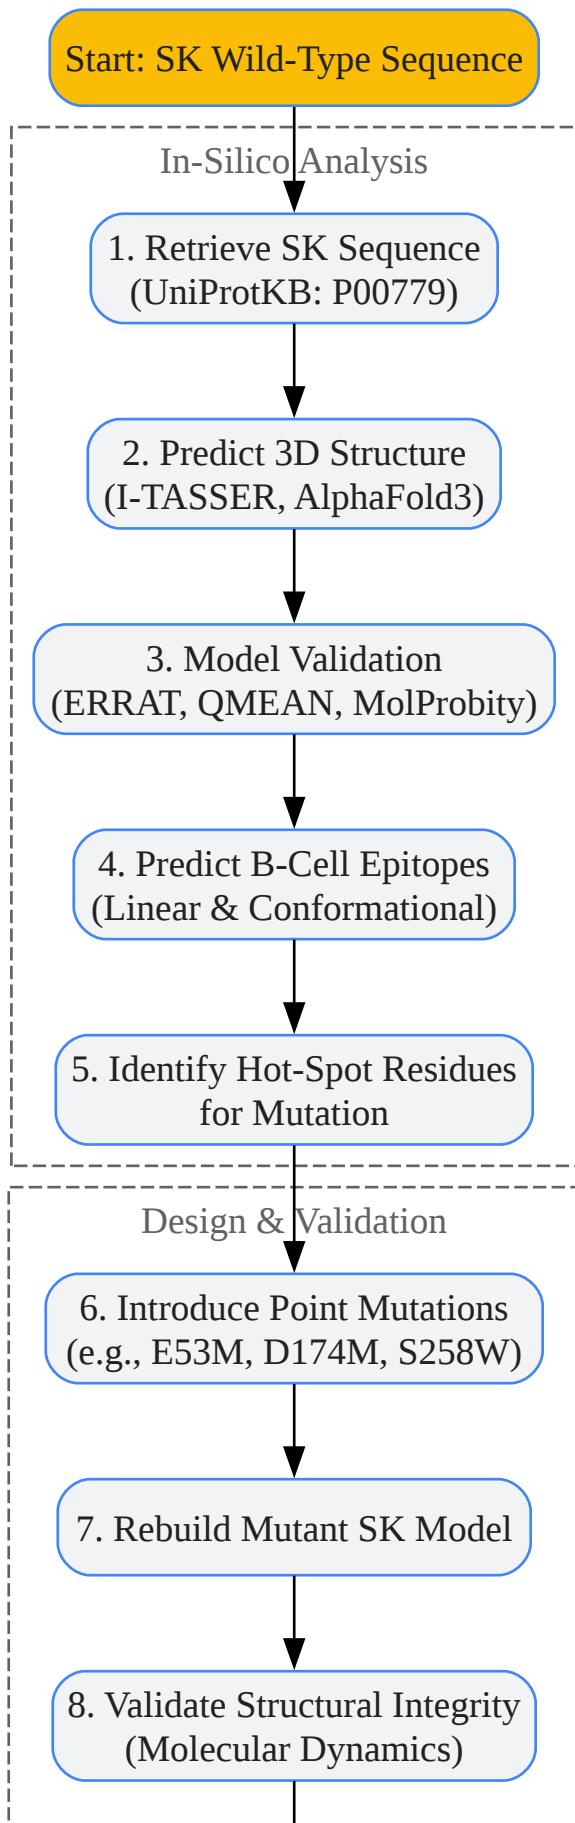 Start: SK Wild-Type Sequence
In-Silico Analysis
1. Retrieve SK Sequence
(UniProtKB: P00779)
2. Predict 3D Structure
(I-TASSER, AlphaFold3)
3. Model Validation
(ERRAT, QMEAN, MolProbity)
4. Predict B-Cell Epitopes
(Linear & Conformational)
5. Identify Hot-Spot Residues
for Mutation
Design & Validation
6. Introduce Point Mutations
(e.g., E53M, D174M, S258W)
7. Rebuild Mutant SK Model
8. Validate Structural Integrity
(Molecular Dynamics)